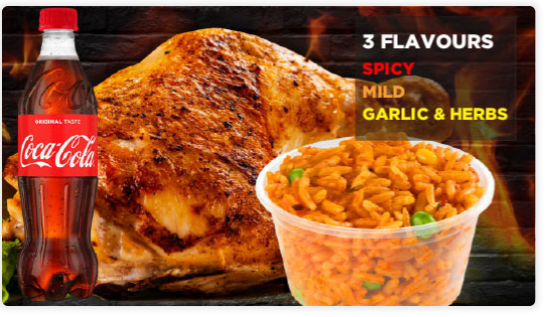 3 FLAVOURS
SPICY
MILD
GARLIC & HERBS
ORIGINAL TASTE
Coca-Cola